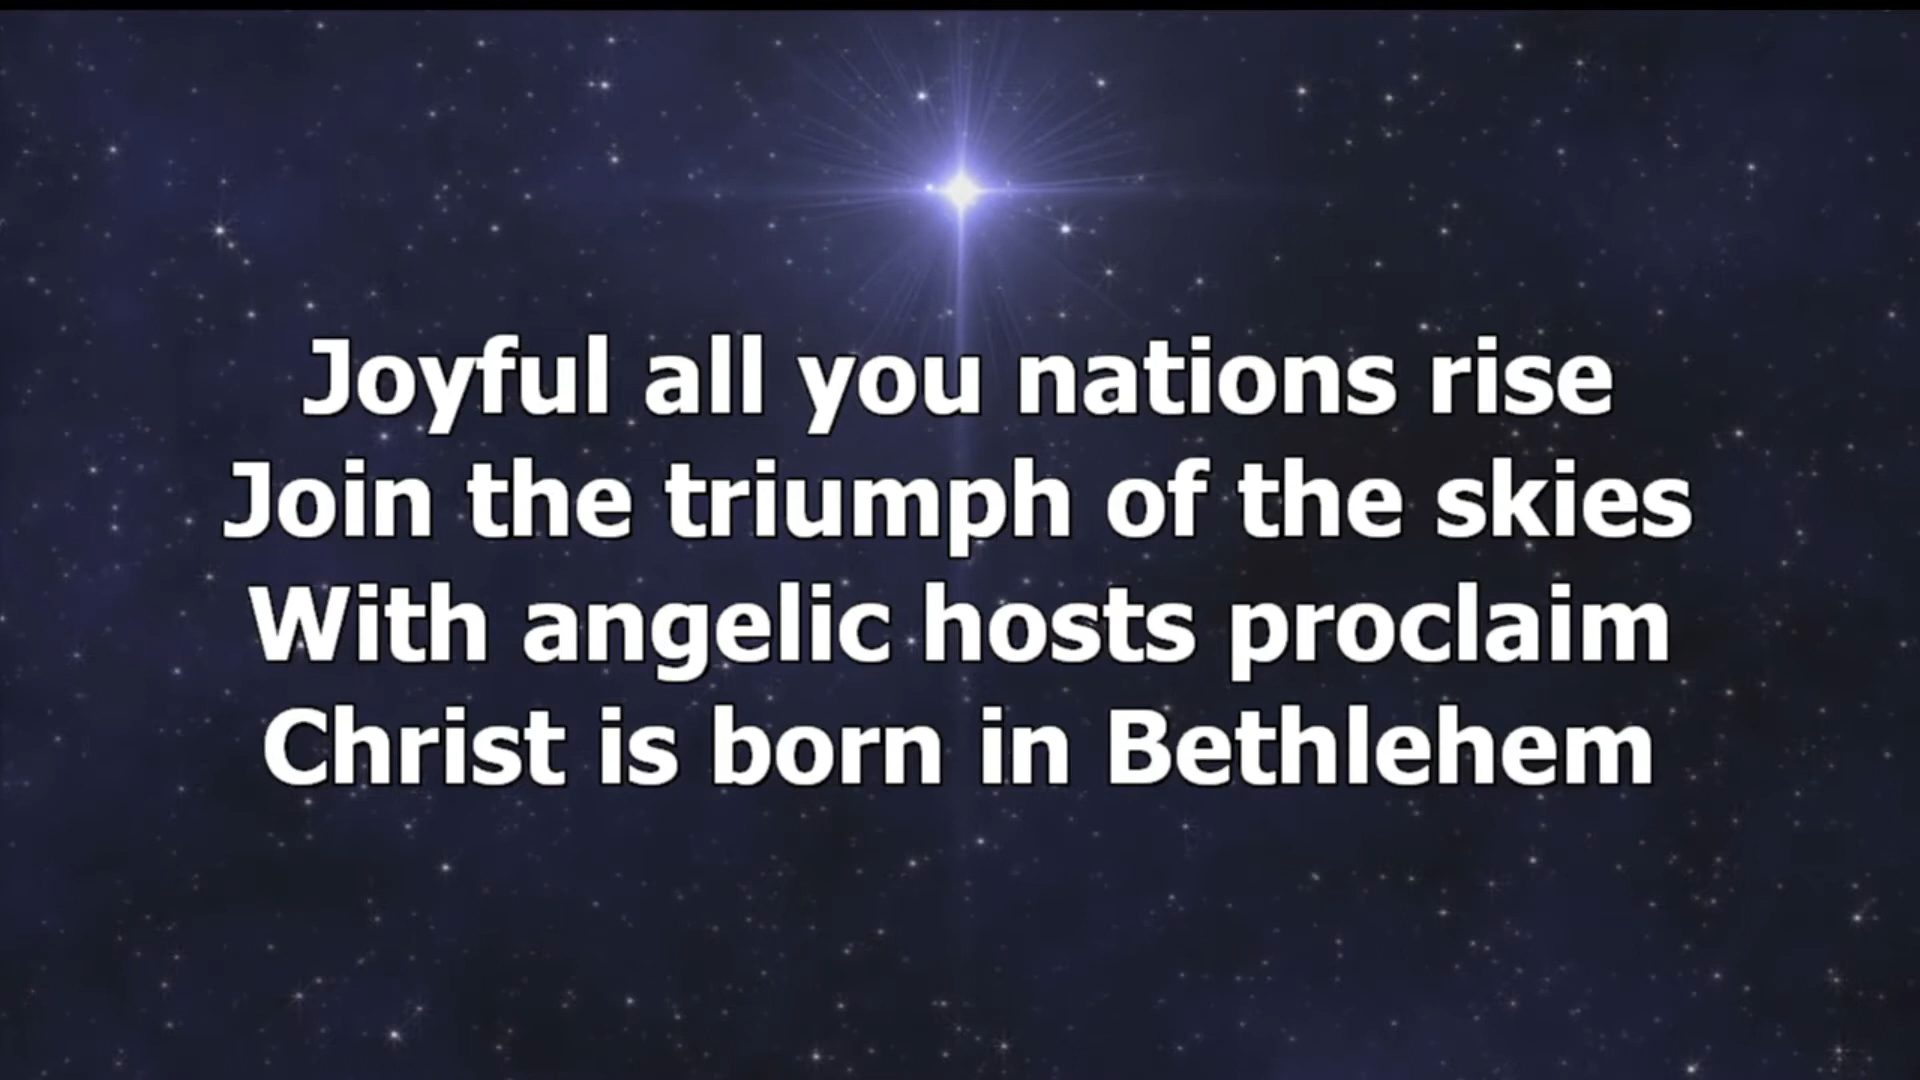 Joyful all you nations rise
Join the triumph of the skies
With angelic hosts proclaim
Christ is born in Bethlehem